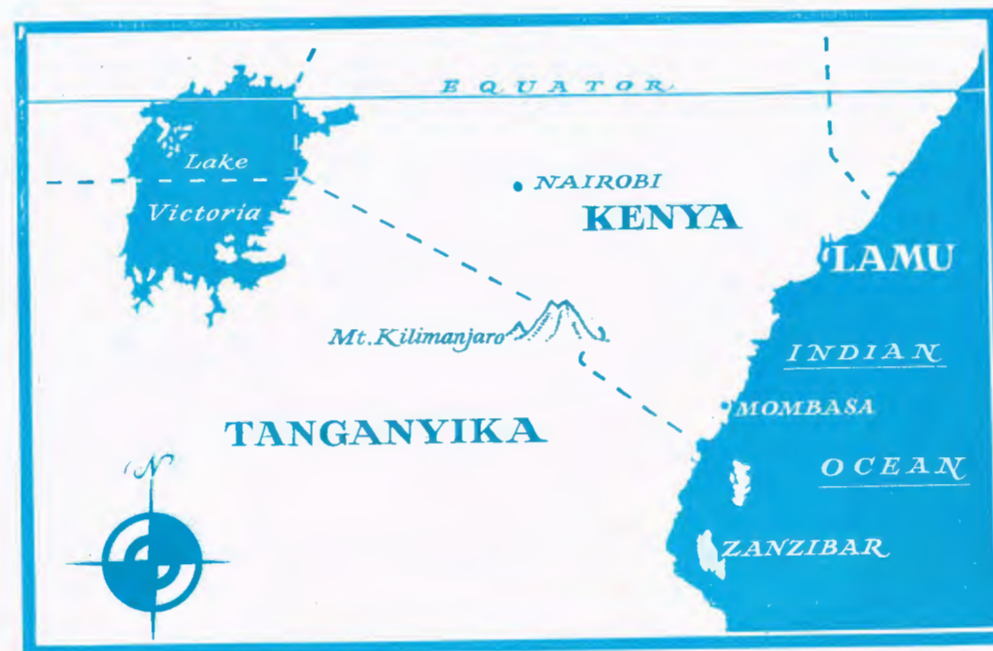 EQUATOR
Lake
Victoria
NAIROBI
KENYA
LAMU
Mt. Kilimanjaro
INDIAN
MOMBASA
TANGANYIKA
OCEAN
N
ZANZIBAR